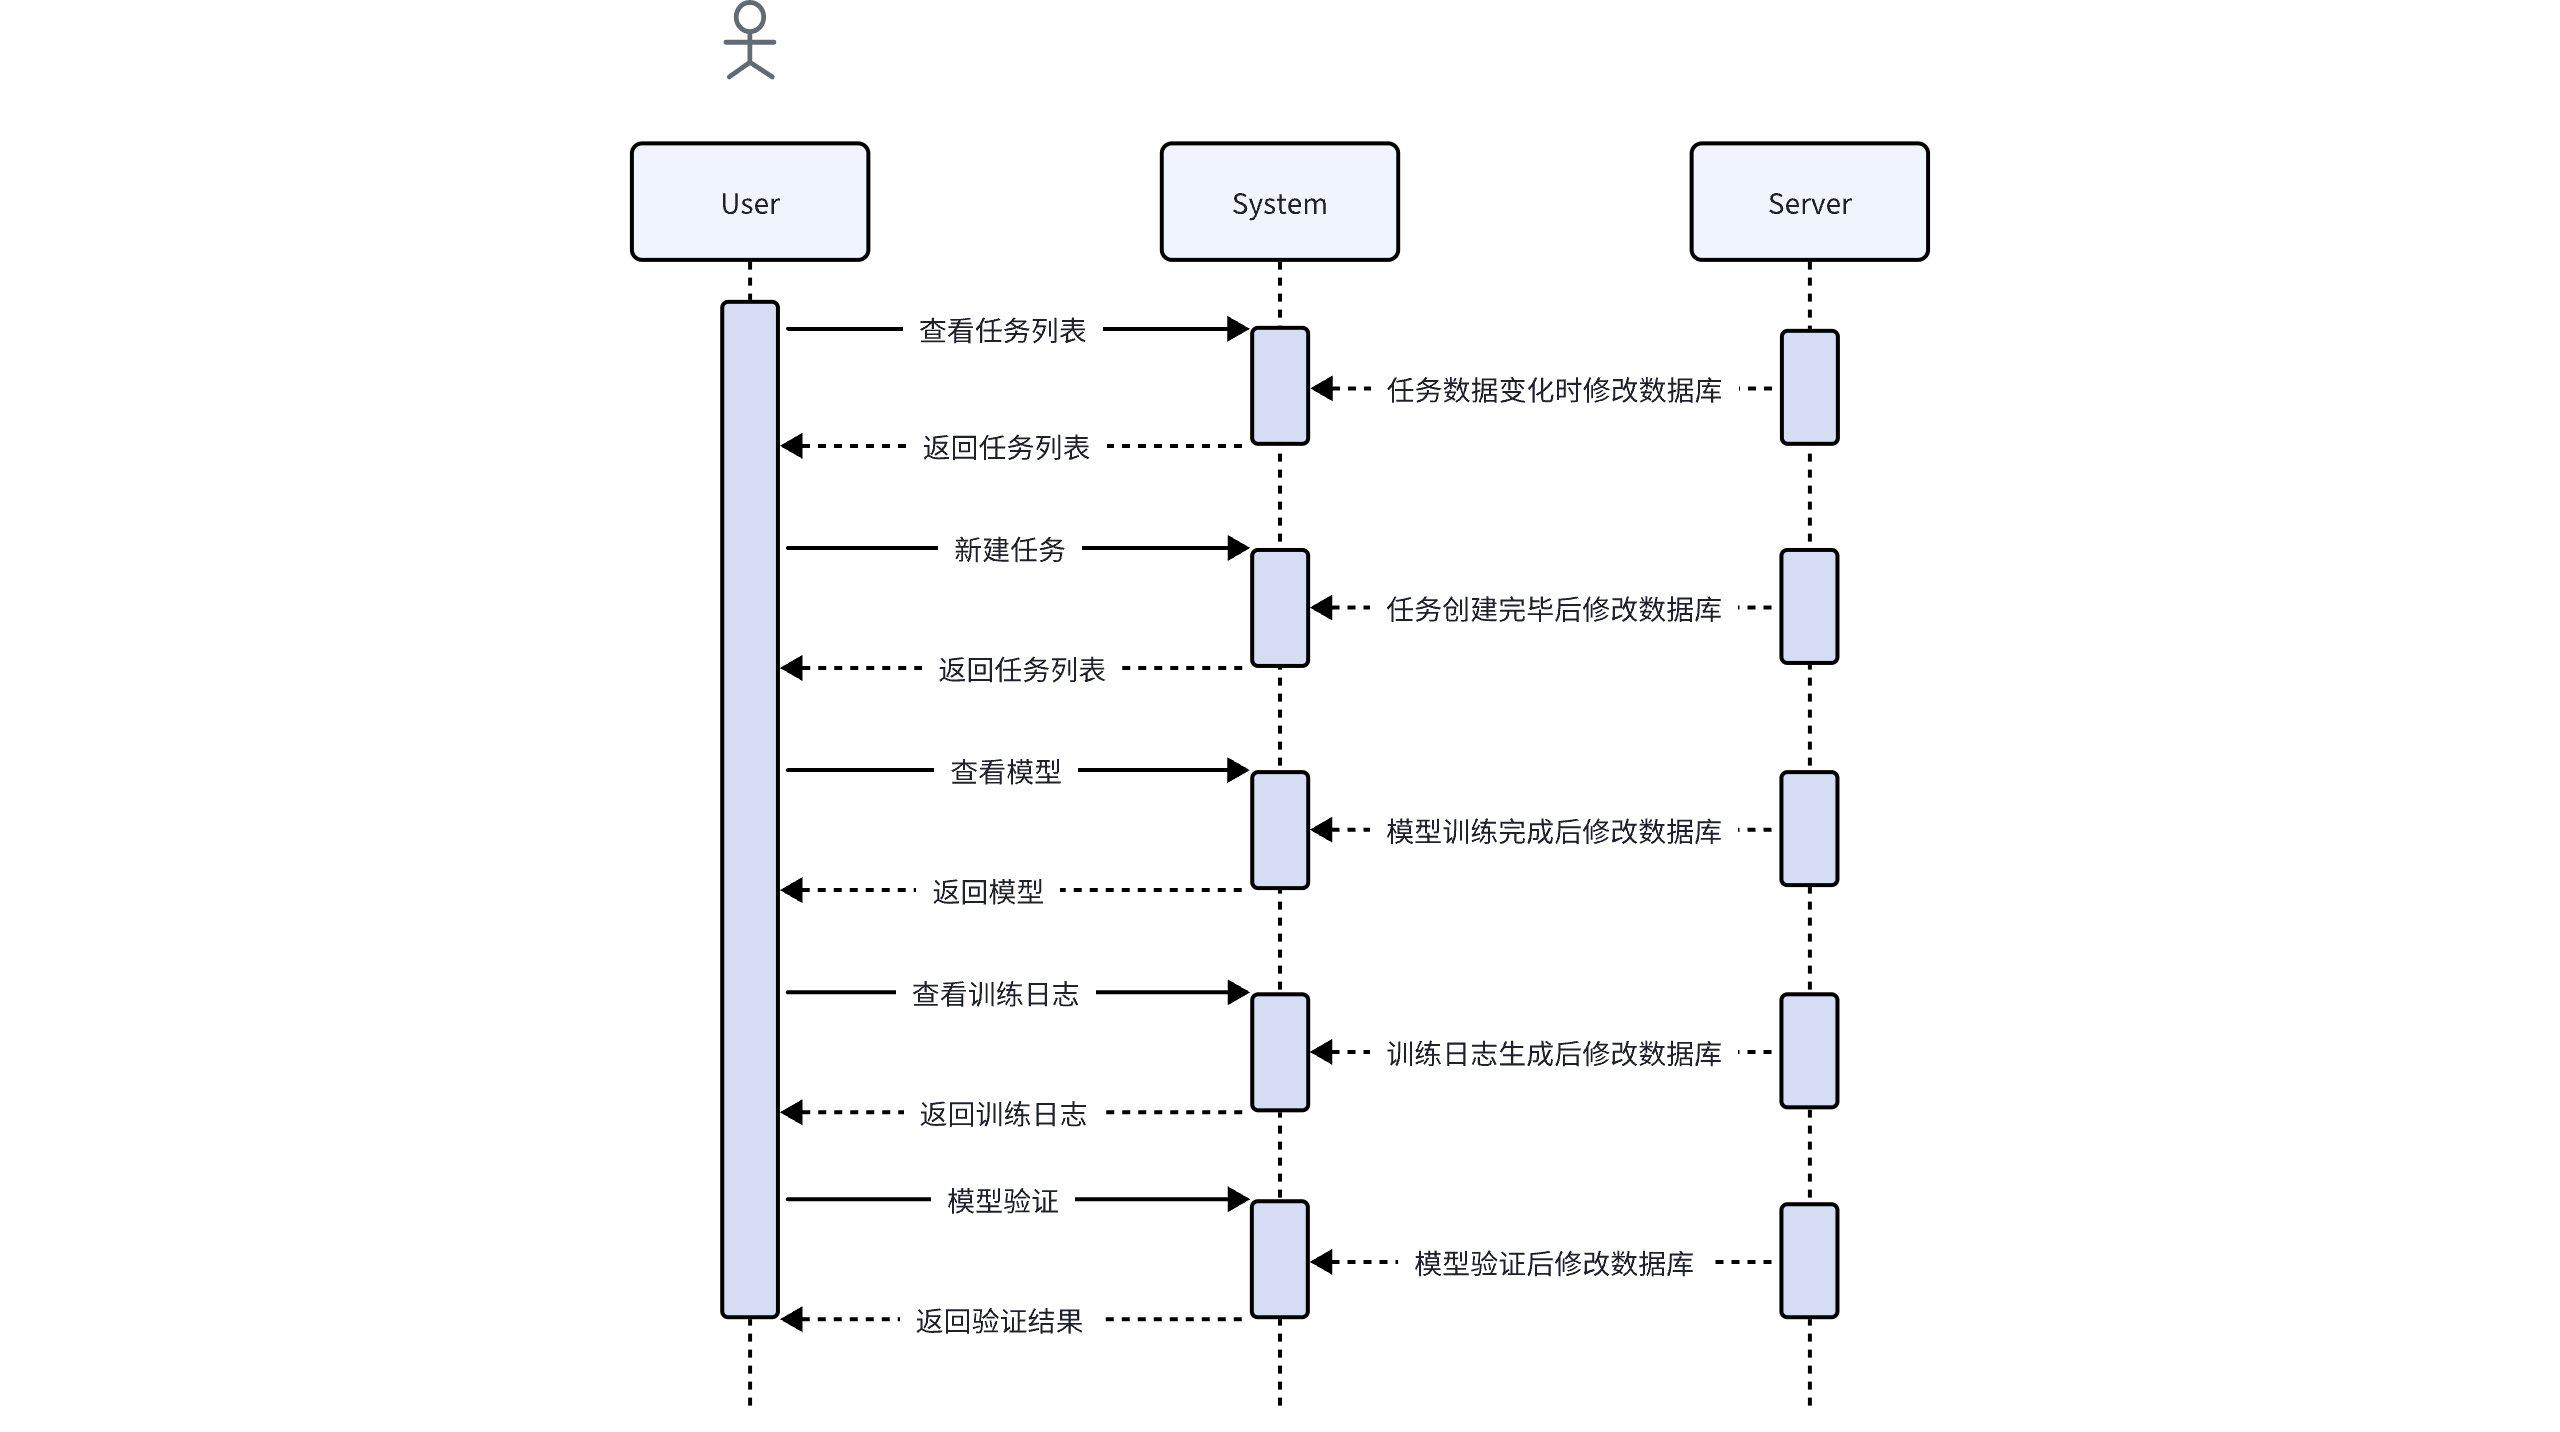 User
System
Server
查看任务列表
任务数据变化时修改数据库
返回任务列表
新建任务
任务创建完毕后修改数据库
返回任务列表
查看模型
模型训练完成后修改数据库
返回模型
查看训练日志
训练日志生成后修改数据库
返回训练日志
模型验证
模型验证后修改数据库
返回验证结果